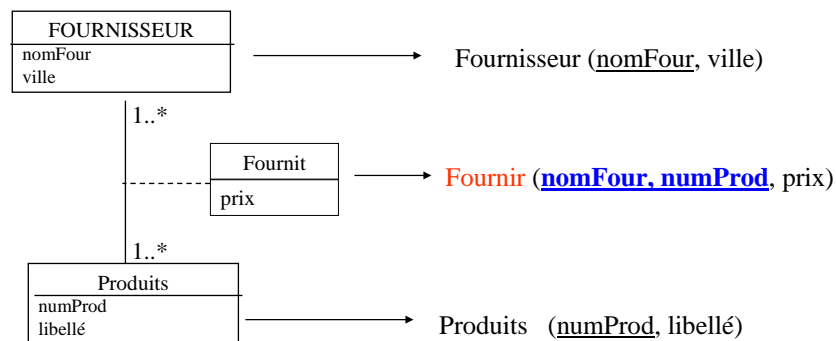 FOURNISSEUR
nomFour
ville
Fournisseur (nomFour, ville)
1..*
Fournit
prix
Fournir (nomFour, numProd, prix)
1..*
Produits
numProd
libellé
Produits (numProd, libellé)